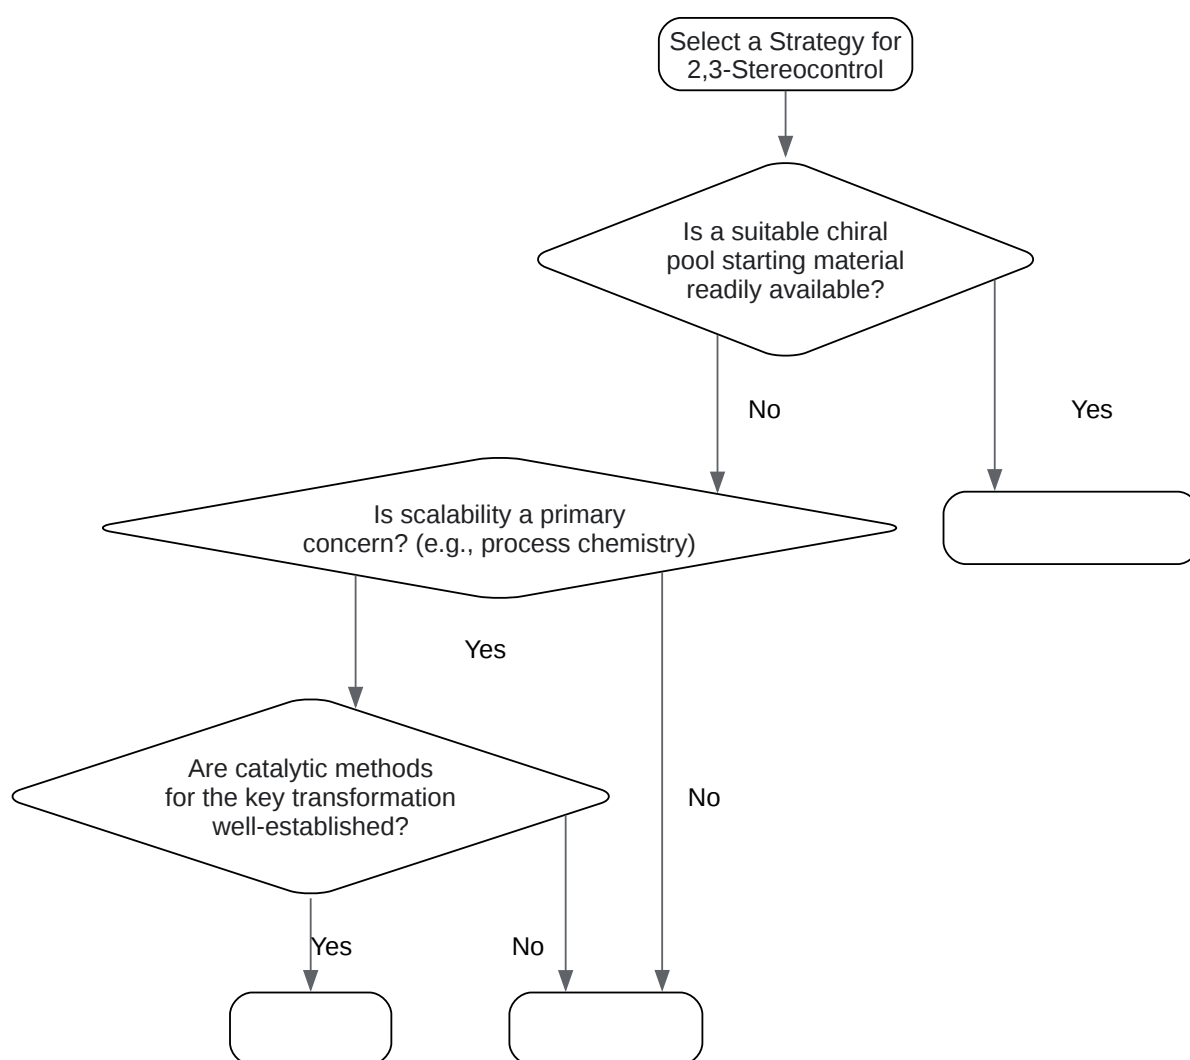 Select a Strategy for
2,3-Stereocontrol
Is a suitable chiral
pool starting material
readily available?
No
Yes
Is scalability a primary
concern? (e.g., process chemistry)
Yes
Are catalytic methods
for the key transformation
well-established?
No
Yes
No